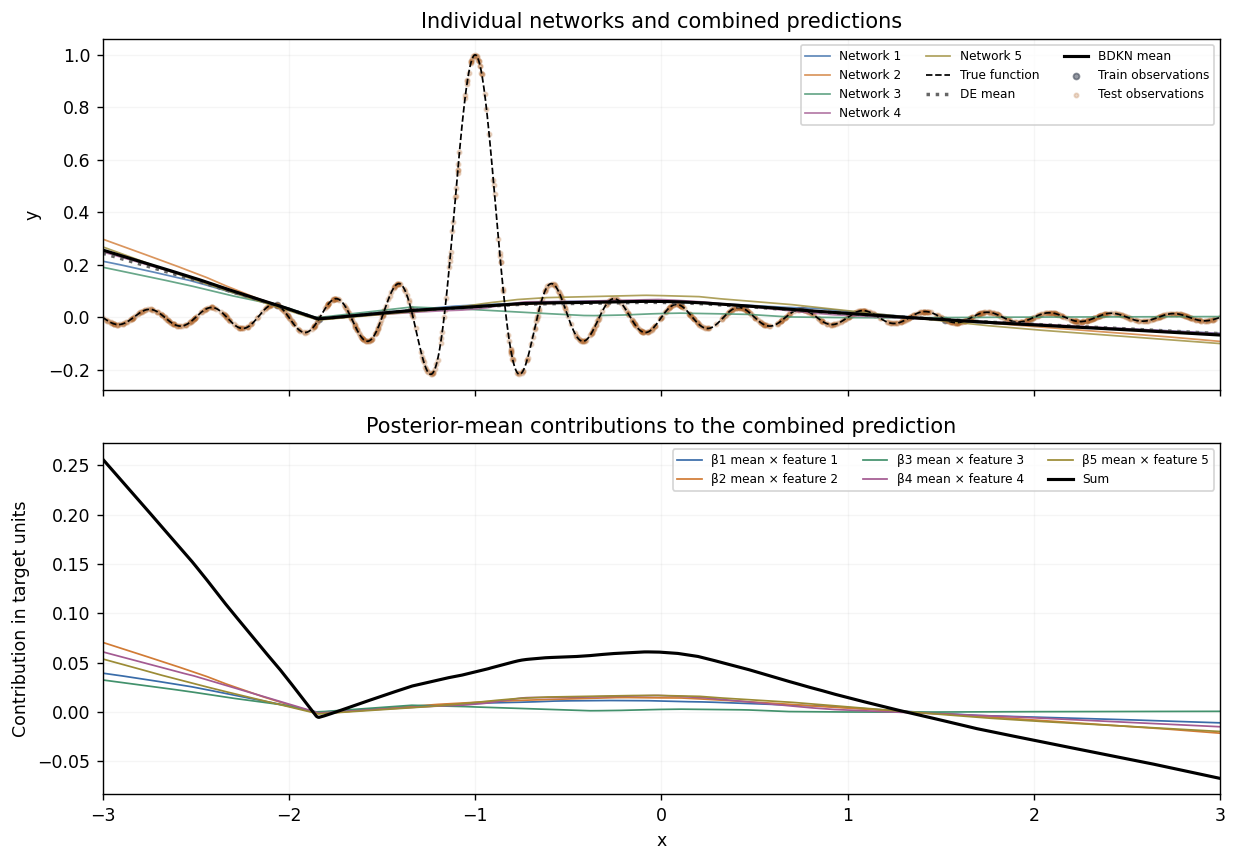 Individual networks and combined predictions
Network 1
Network 2
Network 3
Network 4
Network 5
True function
DE mean
BDKN mean
Train observations
Test observations
1.0
0.8
0.6
0.4
0.2
0.0
−0.2
y
Posterior-mean contributions to the combined prediction
β1 mean × feature 1
β2 mean × feature 2
β3 mean × feature 3
β4 mean × feature 4
β5 mean × feature 5
Sum
0.25
0.20
0.15
0.10
0.05
0.00
−0.05
Contribution in target units
−3 −2 −1 0 1 2 3
x